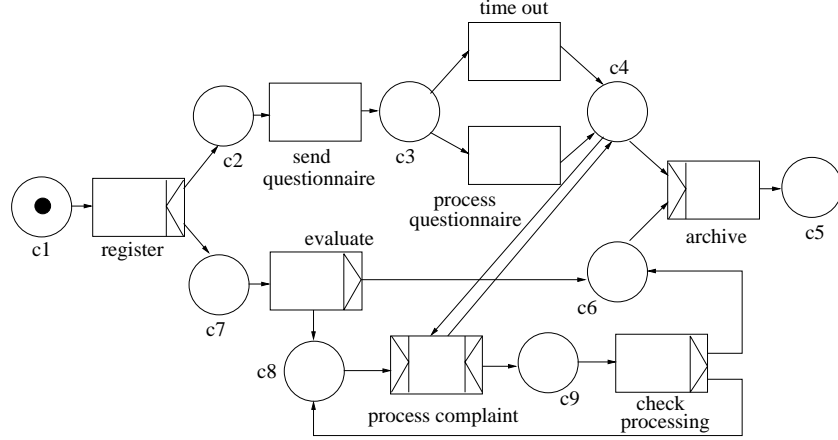 time out
c4
c2
send
questionnaire
c3
process
questionnaire
c1
register
evaluate
archive
c5
c7
c6
c8
process complaint
c9
check
processing